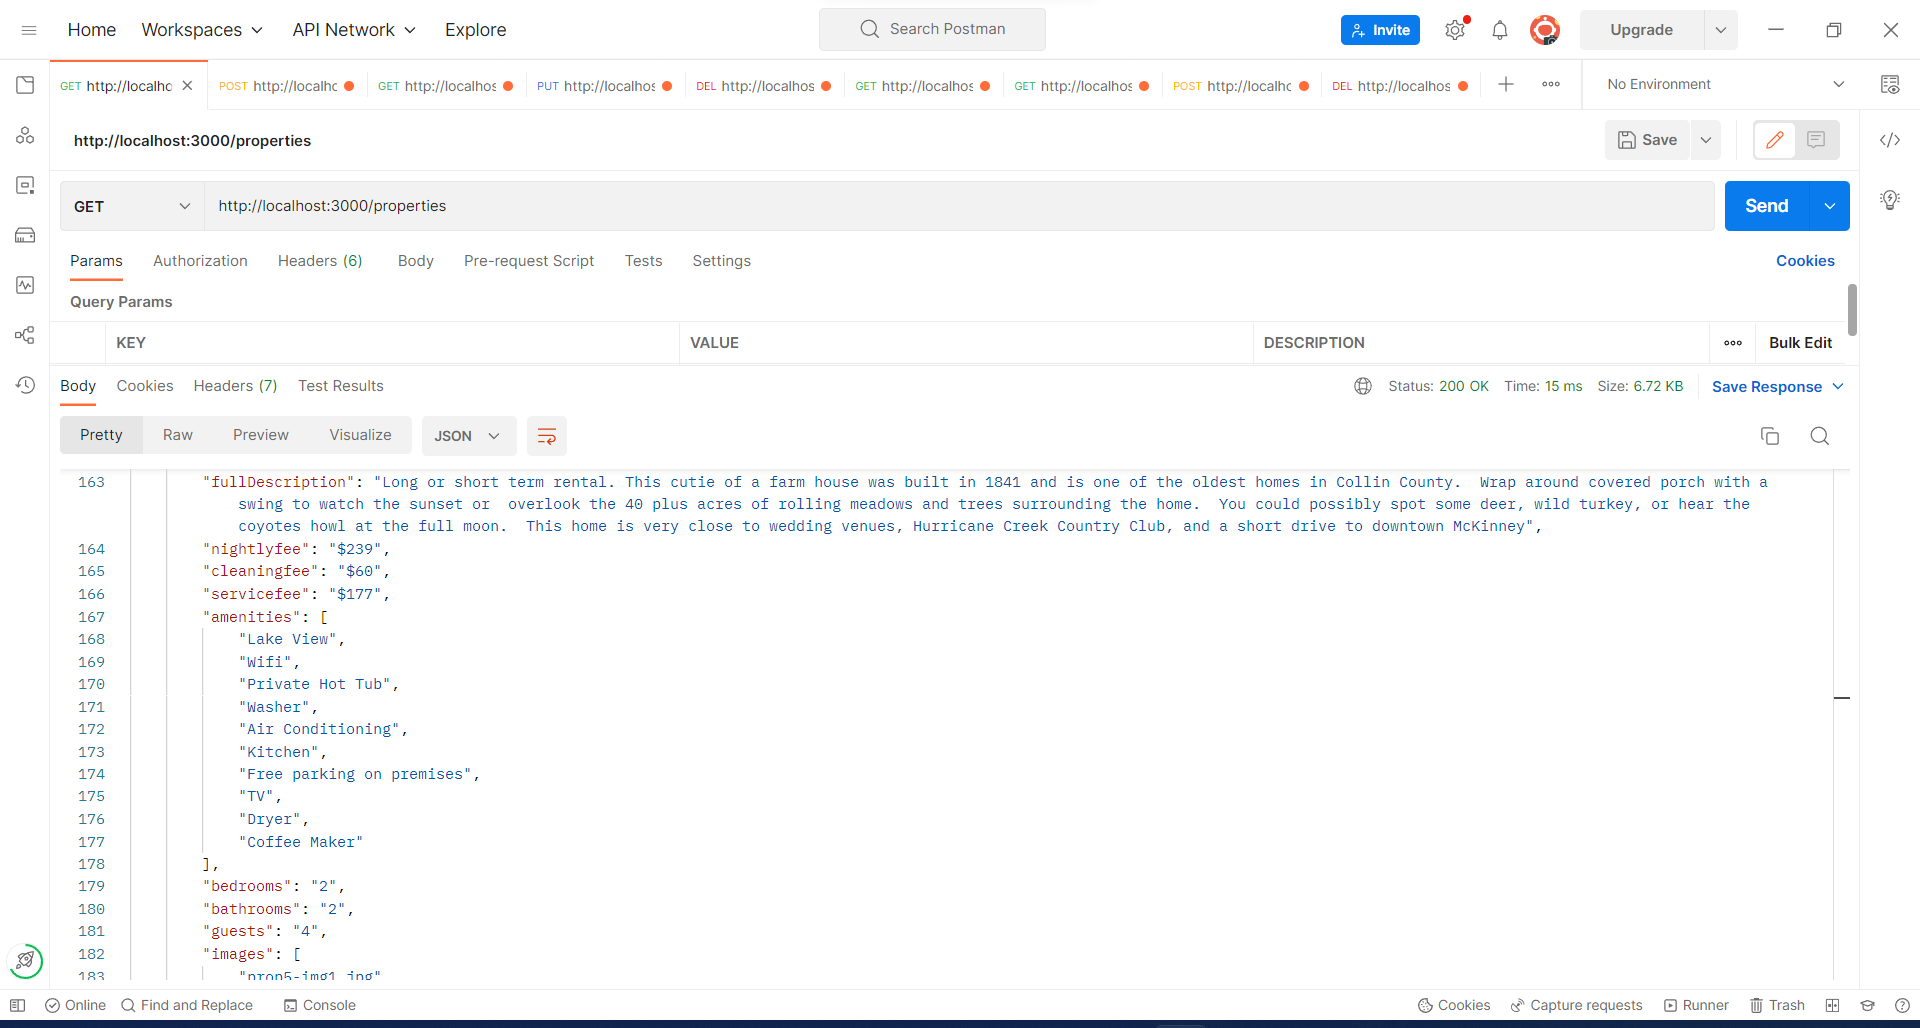 Home Workspaces API Network Explore Search Postman Invite Upgrade
GET http://localhc POST http://localhc GET http://localhos PUT http://localhos DEL http://localhos GET http://localhos GET http://localhos POST http://localhc DEL http://localhos No Environment
http://localhost:3000/properties Save
GET http://localhost:3000/properties Send
Params Authorization Headers (6) Body Pre-request Script Tests Settings Cookies
Query Params
KEY VALUE DESCRIPTION Bulk Edit
Body Cookies Headers (7) Test Results Status: 200 OK Time: 15 ms Size: 6.72 KB Save Response
Pretty Raw Preview Visualize JSON
163 "fullDescription": "Long or short term rental. This cutie of a farm house was built in 1841 and is one of the oldest homes in Collin County.  Wrap around covered porch with a
swing to watch the sunset or  overlook the 40 plus acres of rolling meadows and trees surrounding the home.  You could possibly spot some deer, wild turkey, or hear the
coyotes howl at the full moon.  This home is very close to wedding venues, Hurricane Creek Country Club, and a short drive to downtown McKinney",
164 "nightlyfee": "$239",
165 "cleaningfee": "$60",
166 "servicefee": "$177",
167 "amenities": [
168 "Lake View",
169 "Wifi",
170 "Private Hot Tub",
171 "Washer",
172 "Air Conditioning",
173 "Kitchen",
174 "Free parking on premises",
175 "TV",
176 "Dryer",
177 "Coffee Maker"
178 ],
179 "bedrooms": "2",
180 "bathrooms": "2",
181 "guests": "4",
182 "images": [
183 "prop5-img1.jpg"
Online Find and Replace Console Cookies Capture requests Runner Trash